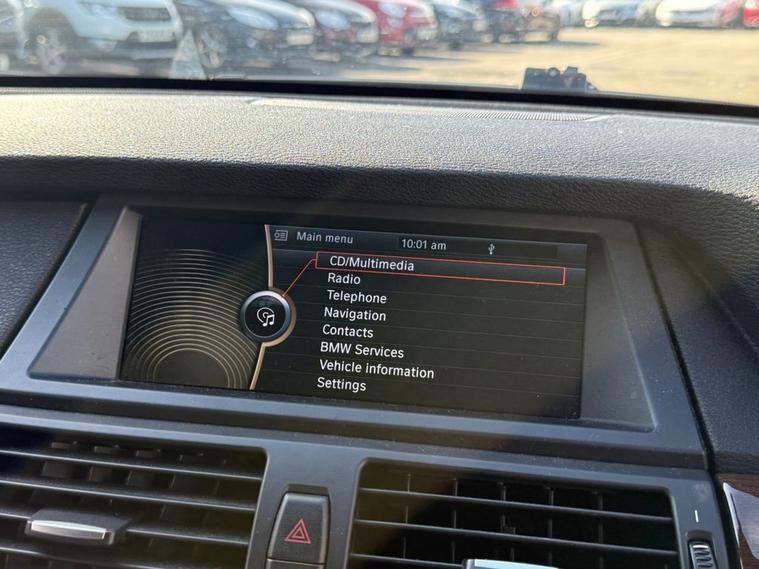 Main menu 10:01 am
CD/Multimedia
Radio
Telephone
Navigation
Contacts
BMW Services
Vehicle information
Settings